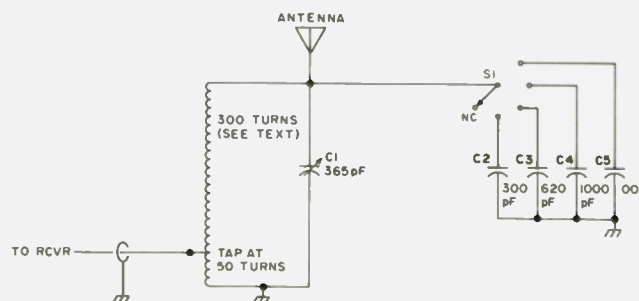 ANTENNA
S1
NC
300 TURNS
(SEE TEXT)
C1
365pF
C2 C3 C4 C5
300 620 1000 00
pF pF
TO RCVR
TAP AT
50 TURNS